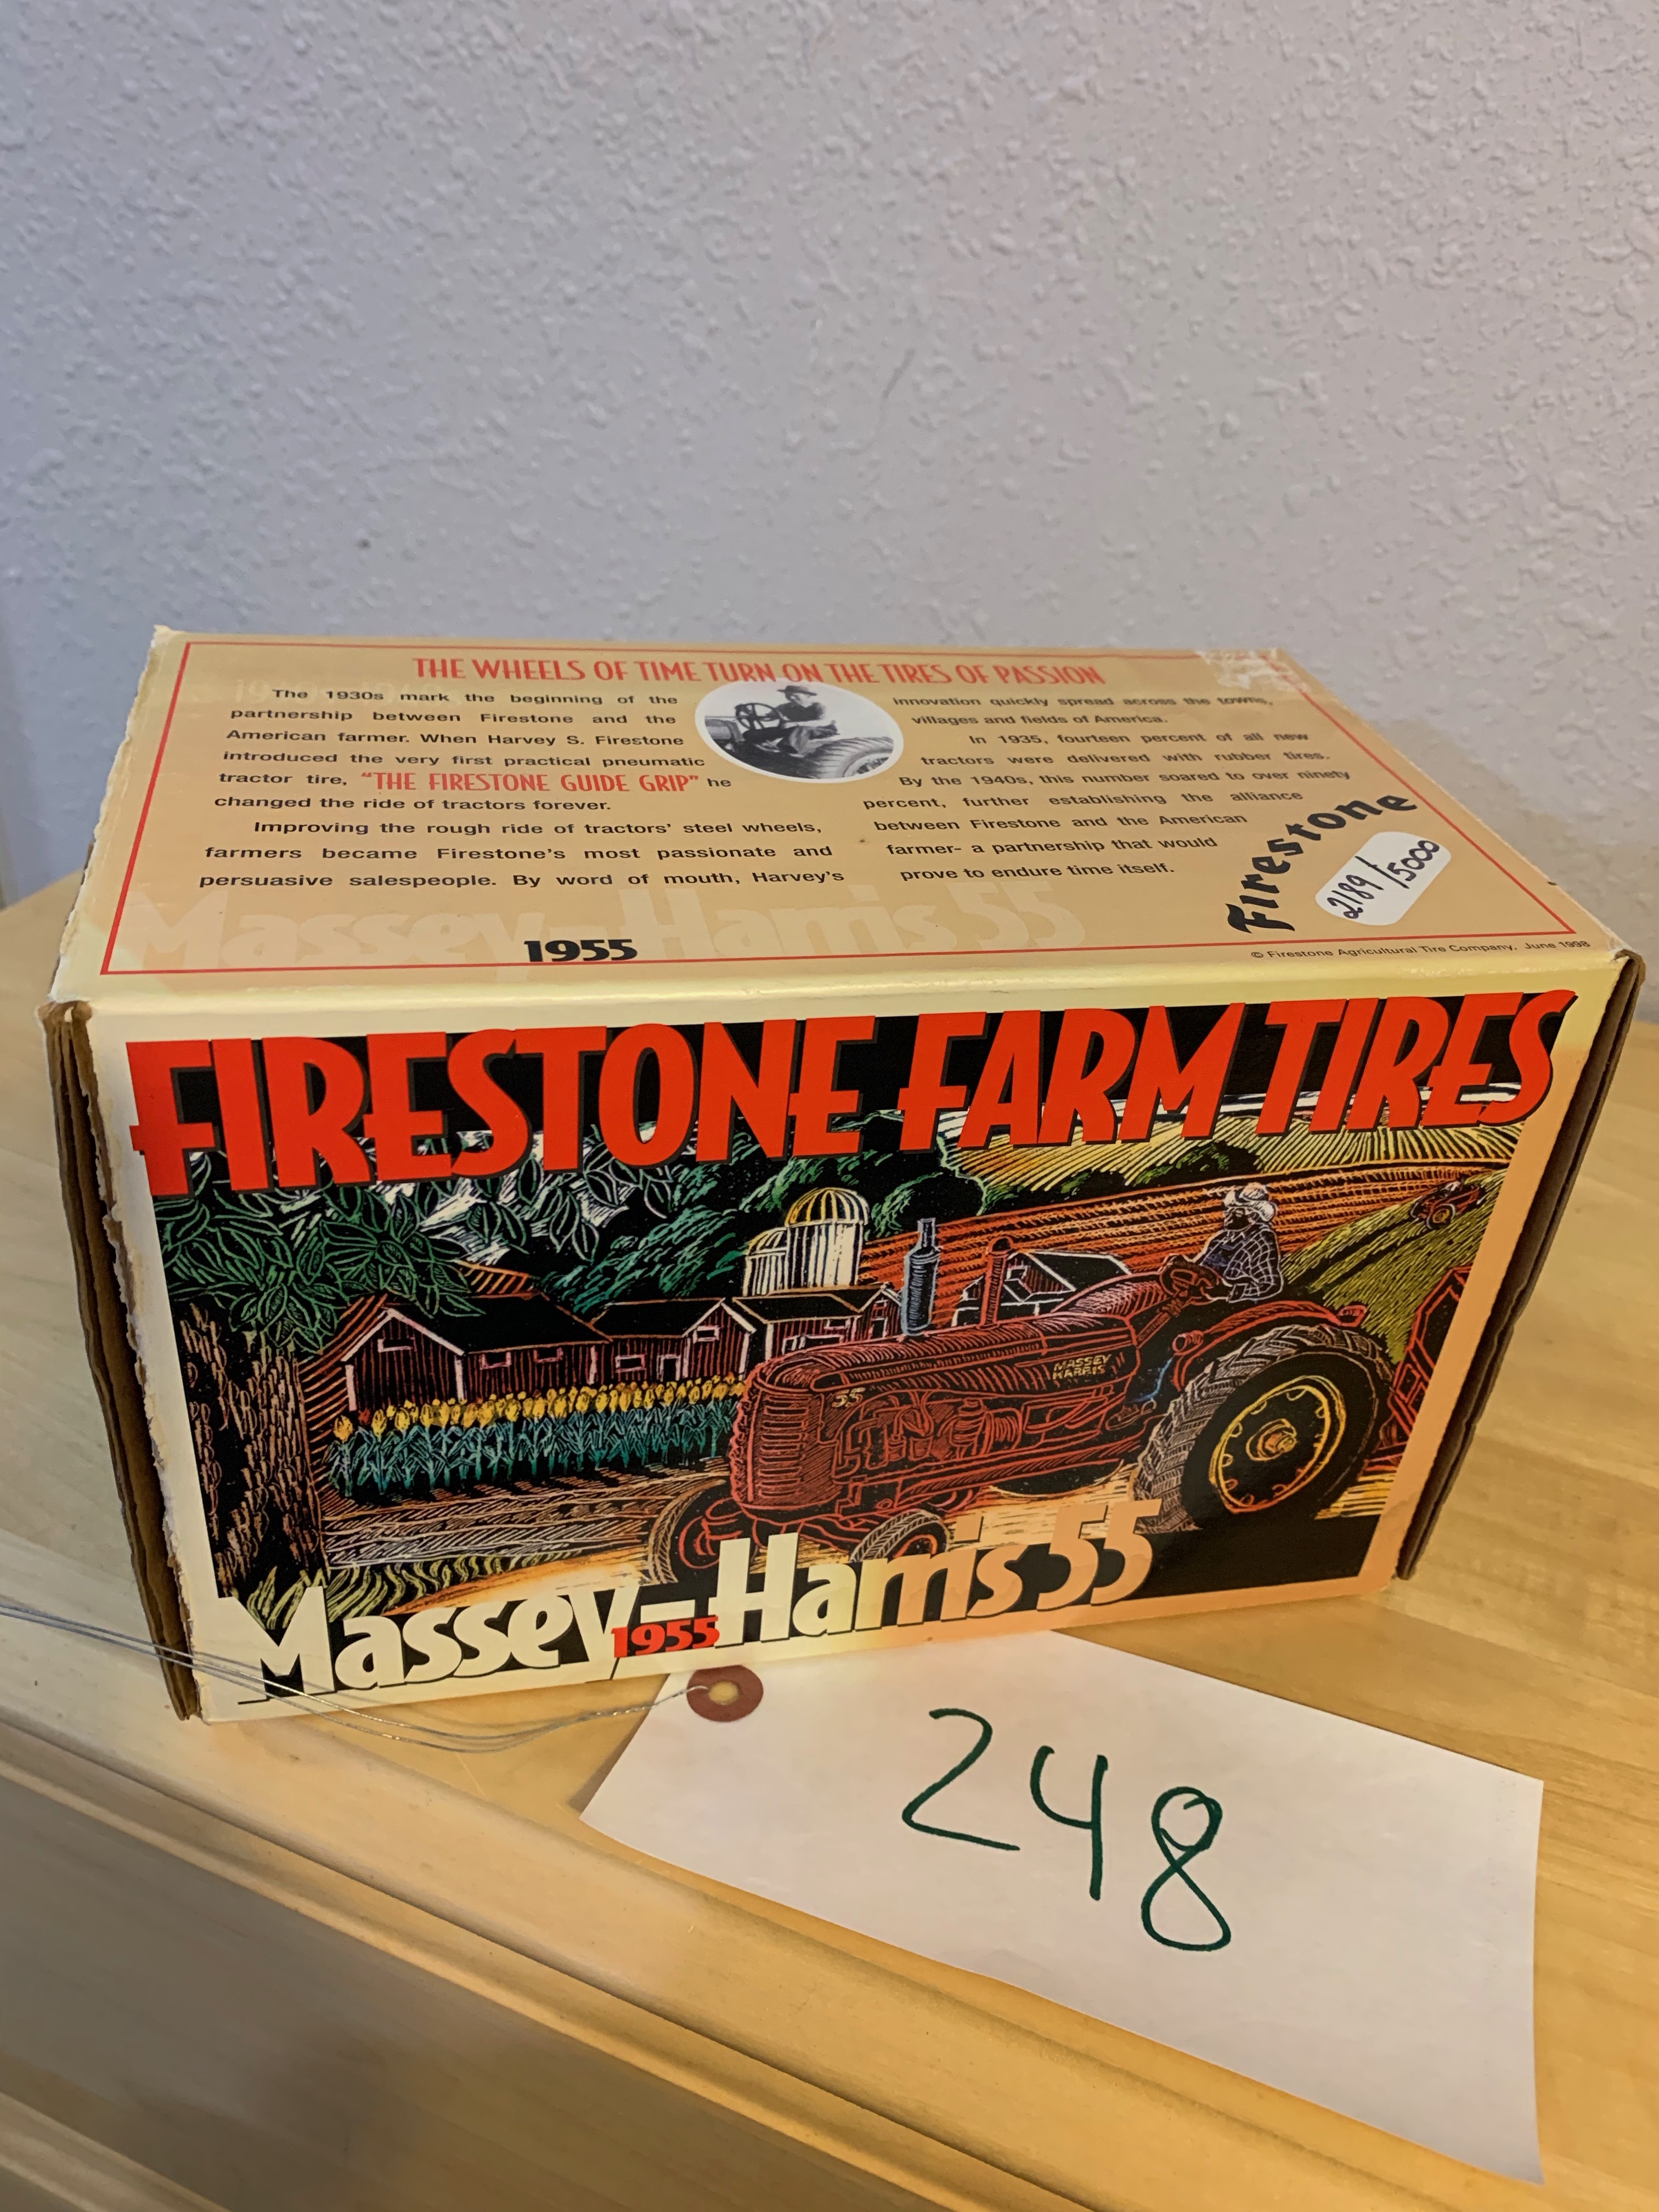 THE WHEELS OF TIME TURN ON THE TIRES OF PASSION
The 1930s mark the beginning of the
partnership between Firestone and the
American farmer. When Harvey S. Firestone
introduced the very first practical pneumatic
tractor tire, "THE FIRESTONE GUIDE GRIP" he
changed the ride of tractors forever.
Improving the rough ride of tractors' steel wheels,
farmers became Firestone's most passionate and
persuasive salespeople. By word of mouth, Harvey's
innovation quickly spread across the towns,
villages and fields of America.
In 1935, fourteen percent of all new
tractors were delivered with rubber tires.
By the 1940s, this number soared to over ninety
percent, further establishing the alliance
between Firestone and the American
farmer- a partnership that would
prove to endure time itself.
Firestone
2189/5000
Massey-Harris 55
1955
© Firestone Agricultural Tire Company, June 1998
FIRESTONE FARM TIRES
MASSEY
HARRIS
55
Massey-Harris 55
1955
248